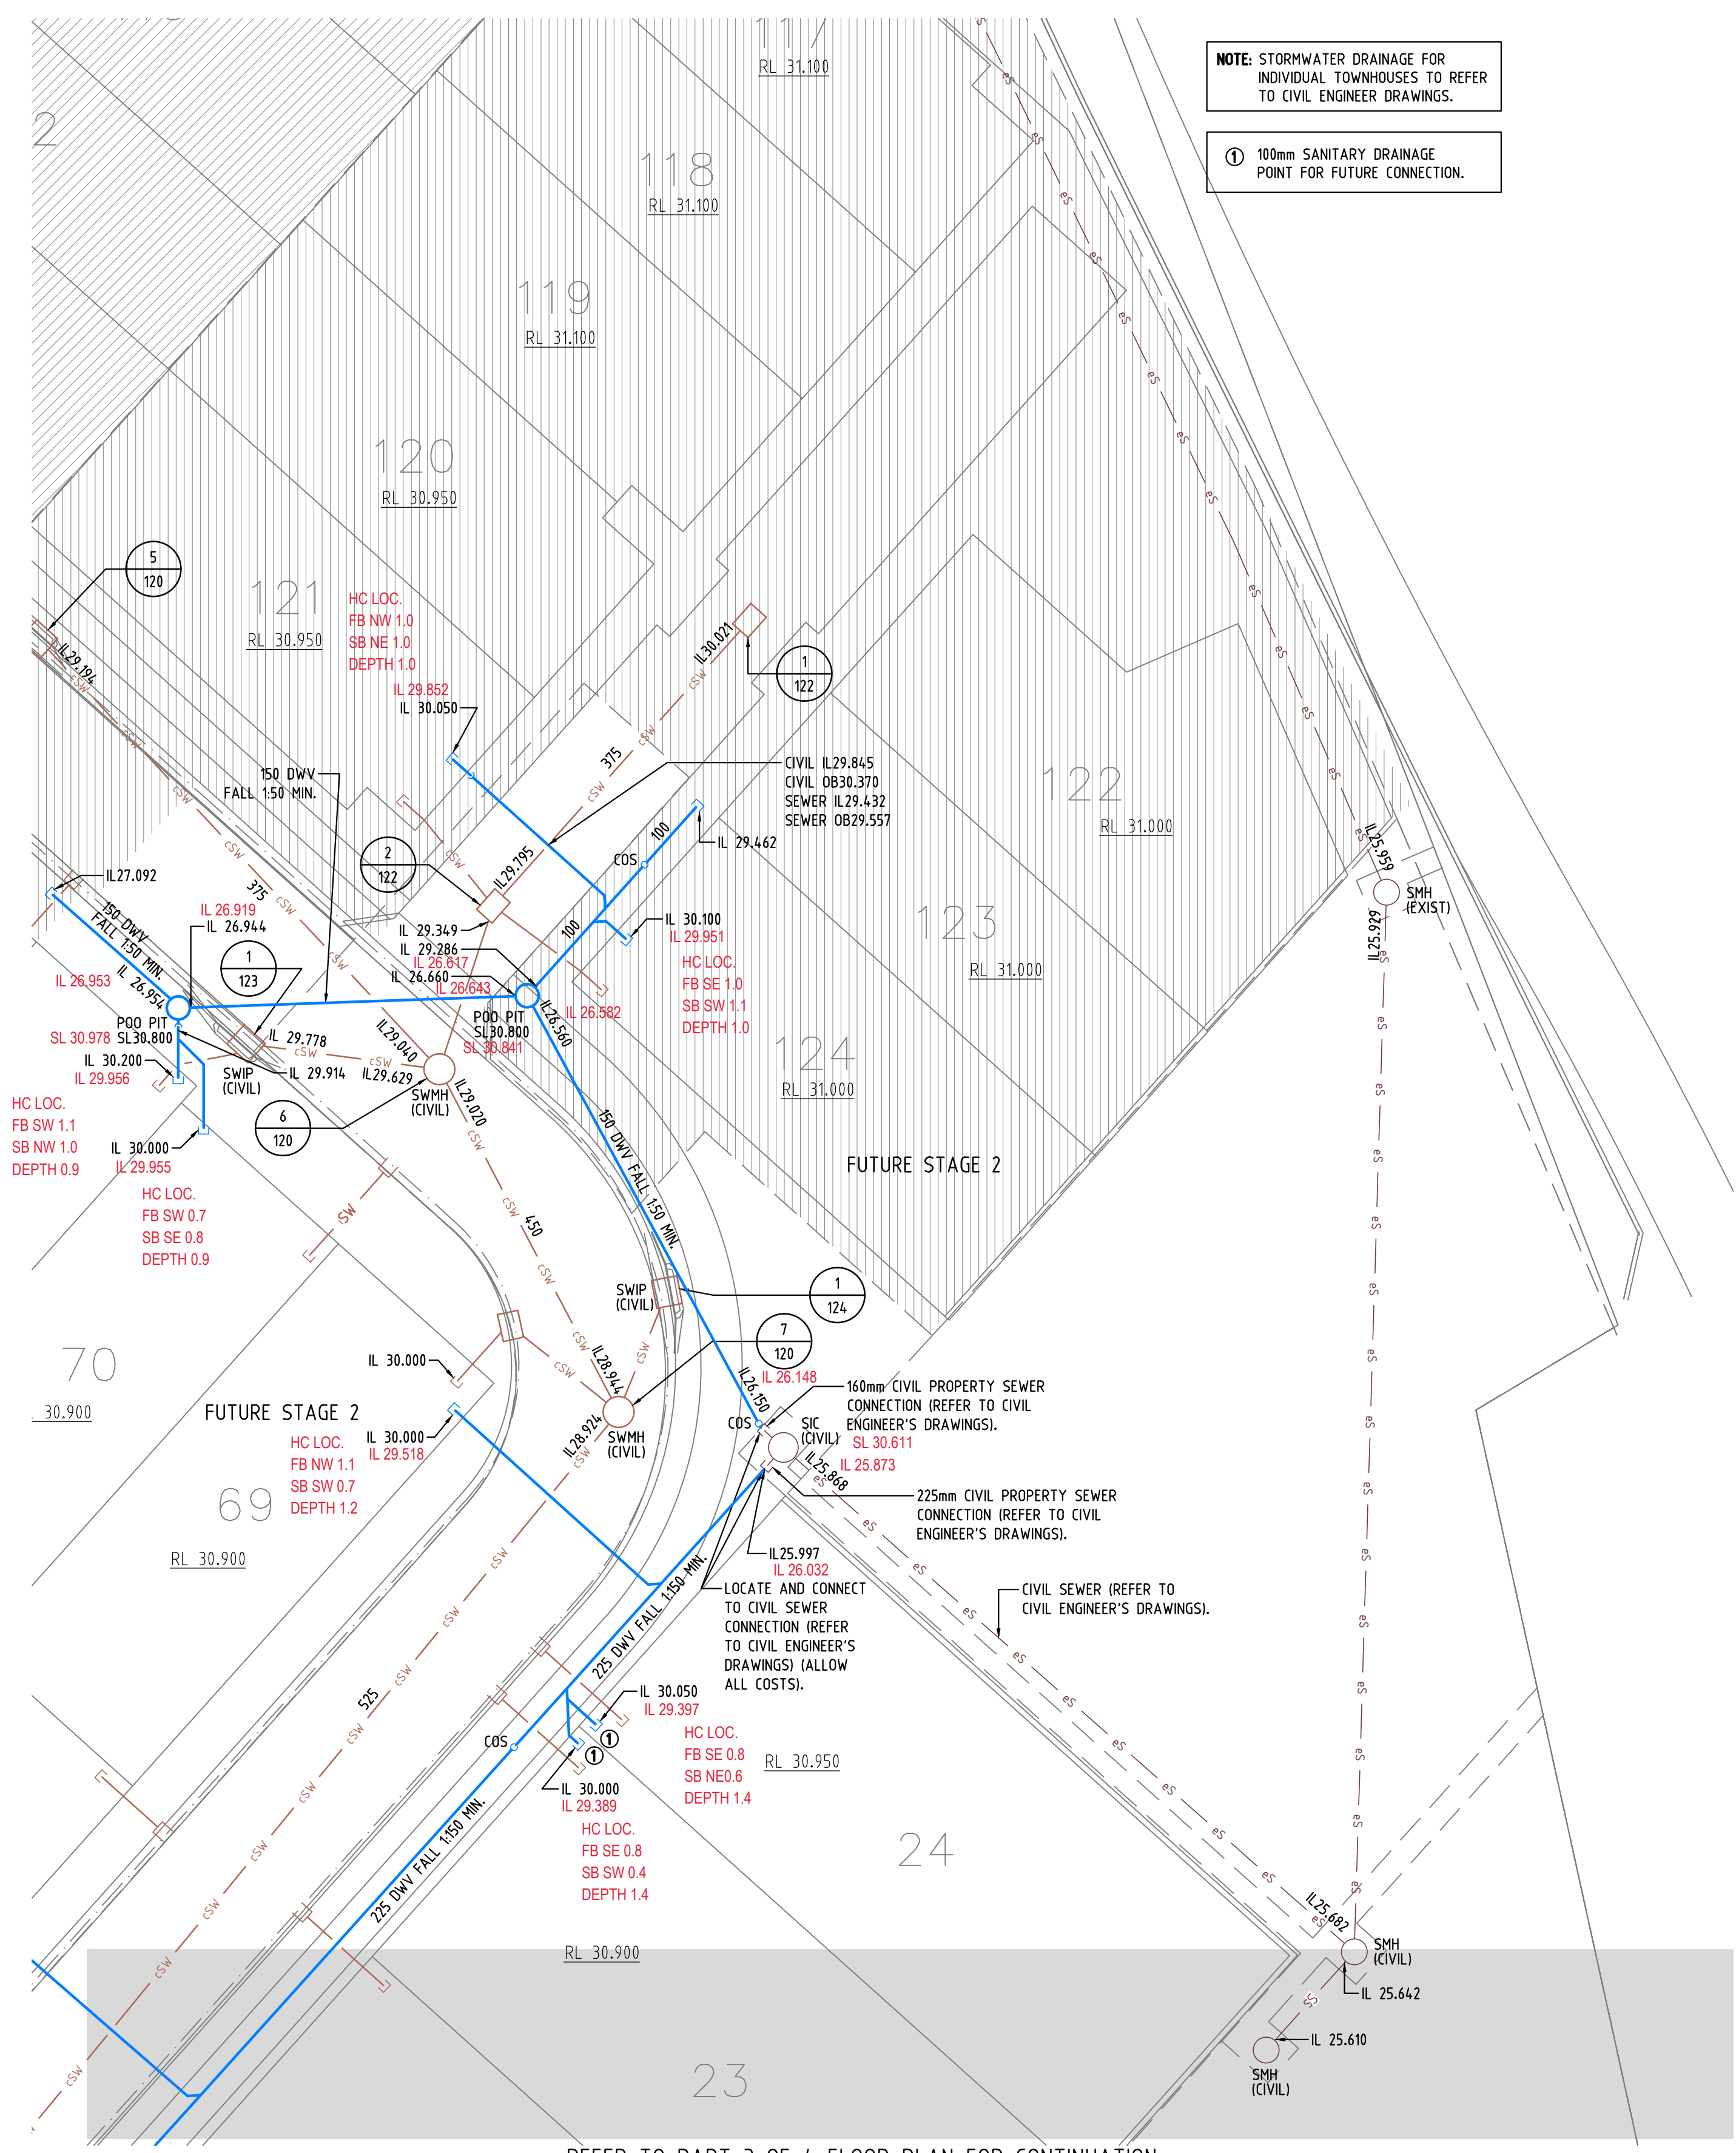 NOTE: STORMWATER DRAINAGE FOR
INDIVIDUAL TOWNHOUSES TO REFER
TO CIVIL ENGINEER DRAWINGS.
1 100mm SANITARY DRAINAGE
POINT FOR FUTURE CONNECTION.
RL 31.100
118
RL 31.100
2
119
RL 31.100
120
RL 30.950
5
120
121
RL 30.950
HC LOC.
FB NW 1.0
SB NE 1.0
DEPTH 1.0
IL 29.852
IL 30.050
IL29.194
IL30.021
1
122
375
150 DWV
FALL 1:50 MIN.
CIVIL IL29.845
CIVIL OB30.370
SEWER IL29.432
SEWER OB29.557
122
RL 31.000
100
COS
IL 29.462
2
122
IL29.795
IL25.959
SMH
(EXIST)
IL25.929
IL27.092
375
150 DWV
FALL 1:50 MIN.
IL 26.919
IL 26.944
1
123
IL 29.349
IL 29.286
IL 26.617
IL 26.660
IL 26.643
100
IL 30.100
IL 29.951
HC LOC.
FB SE 1.0
SB SW 1.1
DEPTH 1.0
123
RL 31.000
IL 26.953
IL 26.954
POO PIT
SL30.800
SL 30.978
IL 30.200
IL 29.956
IL 29.778
IL 29.914
SWIP
(CIVIL)
IL29.040
IL29.629
POO PIT
SL30.800
SL 30.841
IL26.560
IL 26.582
SWMH
(CIVIL)
IL29.020
124
RL 31.000
HC LOC.
FB SW 1.1
SB NW 1.0
DEPTH 0.9
6
120
IL 30.000
IL 29.955
HC LOC.
FB SW 0.7
SB SE 0.8
DEPTH 0.9
150 DWV FALL 1:50 MIN.
FUTURE STAGE 2
SW
450
SWIP
(CIVIL)
1
124
7
120
IL 26.148
IL26.150
160mm CIVIL PROPERTY SEWER
CONNECTION (REFER TO CIVIL
ENGINEER'S DRAWINGS).
70
30.900
IL 30.000
IL28.944
FUTURE STAGE 2
IL 30.000
IL 29.518
HC LOC.
FB NW 1.1
SB SW 0.7
DEPTH 1.2
IL28.924
SWMH
(CIVIL)
COS
SIC
(CIVIL)
SL 30.611
IL25.868
IL 25.873
225mm CIVIL PROPERTY SEWER
CONNECTION (REFER TO CIVIL
ENGINEER'S DRAWINGS).
69
RL 30.900
IL25.997
IL 26.032
LOCATE AND CONNECT
TO CIVIL SEWER
CONNECTION (REFER
TO CIVIL ENGINEER'S
DRAWINGS) (ALLOW
ALL COSTS).
CIVIL SEWER (REFER TO
CIVIL ENGINEER'S DRAWINGS).
225 DWV FALL 1:150 MIN.
525
IL 30.050
IL 29.397
HC LOC.
FB SE 0.8
SB NE0.6
DEPTH 1.4
COS
1
1
RL 30.950
IL 30.000
IL 29.389
HC LOC.
FB SE 0.8
SB SW 0.4
DEPTH 1.4
225 DWV FALL 1:150 MIN.
24
RL 30.900
IL25.682
SMH
(CIVIL)
IL 25.642
SS
IL 25.610
SMH
(CIVIL)
23